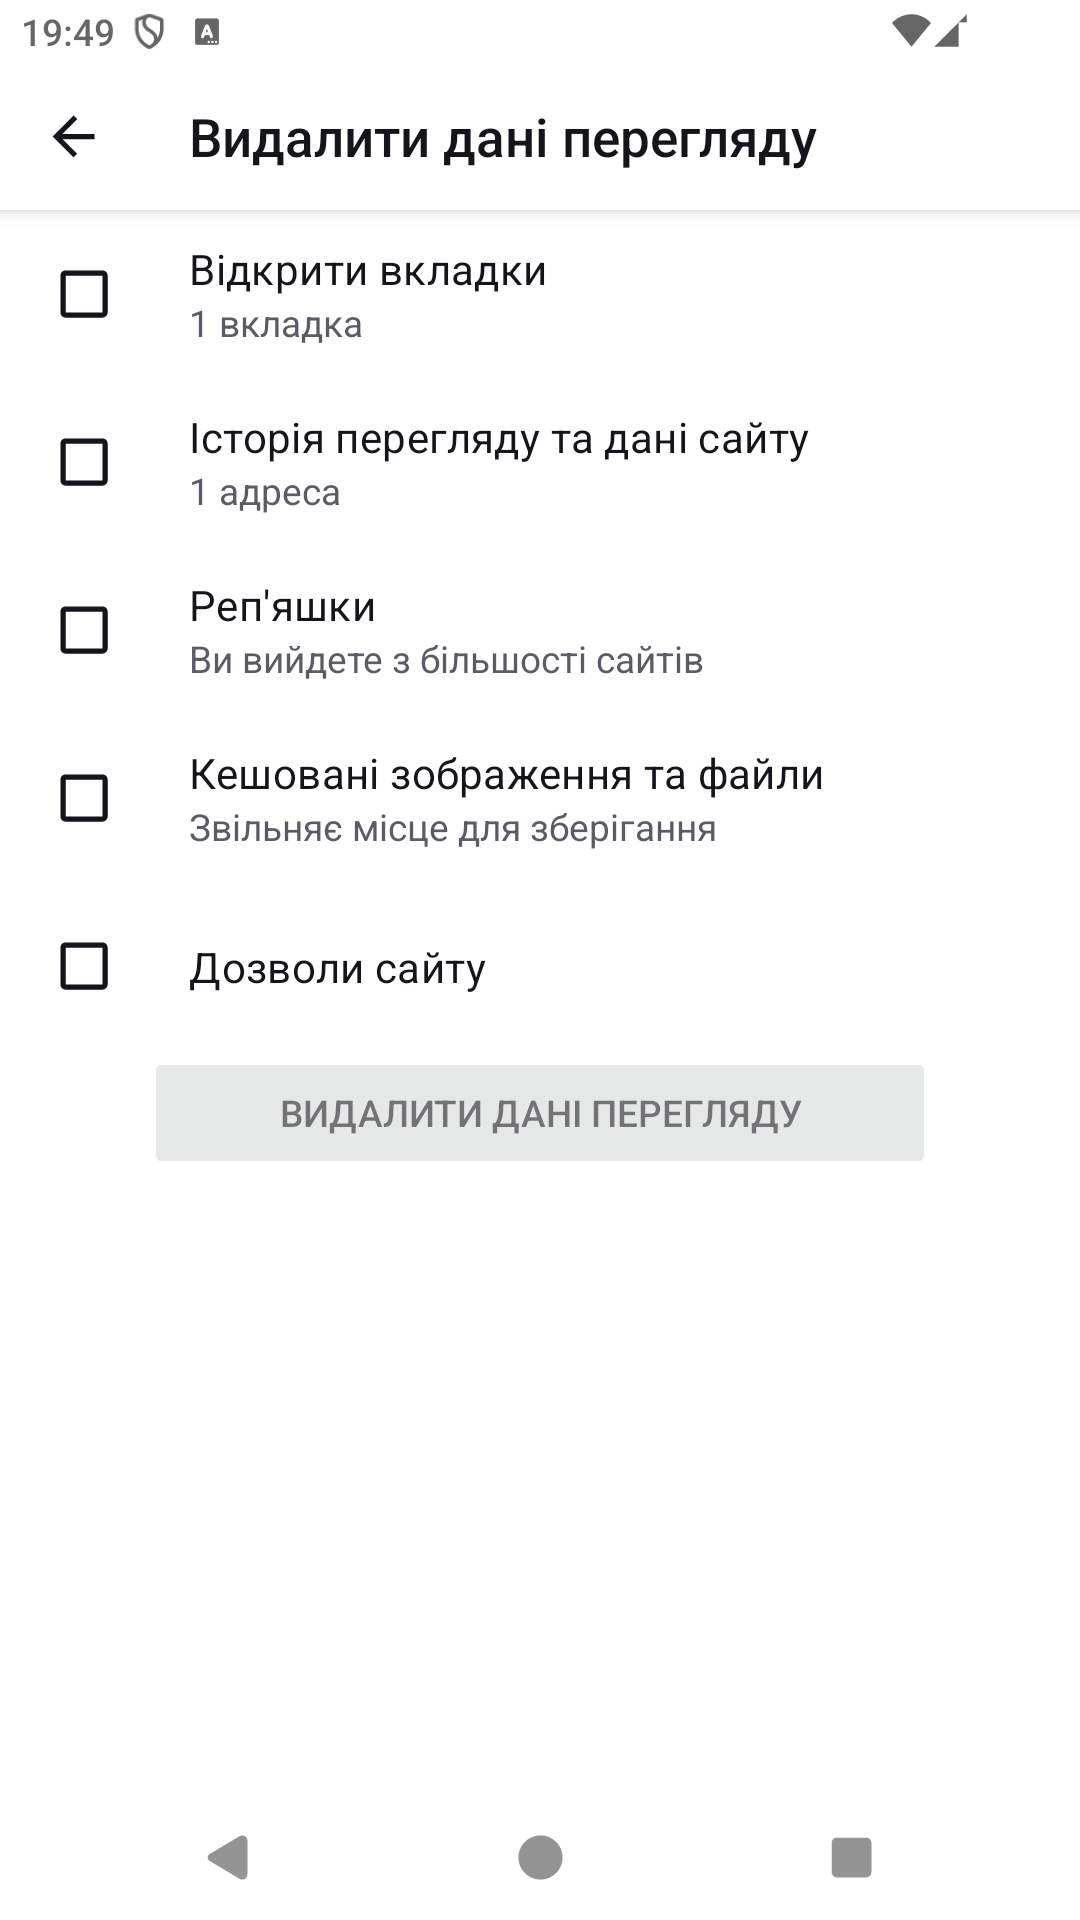 19:49
Видалити дані перегляду
Відкрити вкладки
1 вкладка
Історія перегляду та дані сайту
1 адреса
Реп'яшки
Ви вийдете з більшості сайтів
Кешовані зображення та файли
Звільняє місце для зберігання
Дозволи сайту
ВИДАЛИТИ ДАНІ ПЕРЕГЛЯДУ